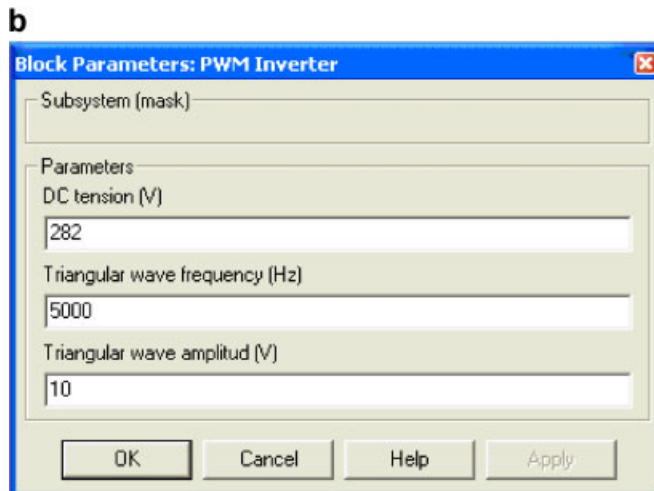 b
Block Parameters: PWM Inverter
Subsystem (mask)
Parameters
DC tension (V)
282
Triangular wave frequency (Hz)
5000
Triangular wave amplitud (V)
10
OK Cancel Help Apply